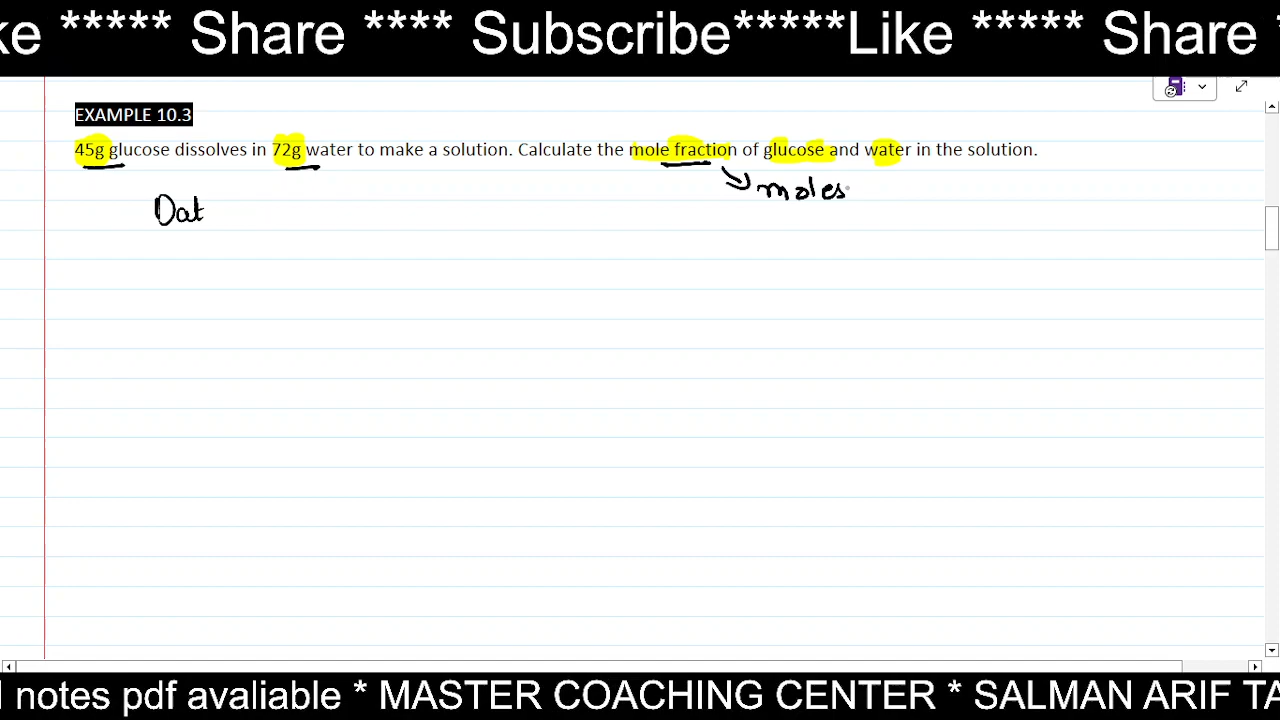 ke ***** Share **** Subscribe*****Like ***** Share *
EXAMPLE 10.3
45g glucose dissolves in 72g water to make a solution. Calculate the mole fraction of glucose and water in the solution.
moles
Dat
notes pdf avaliable * MASTER COACHING CENTER * SALMAN ARIF TA